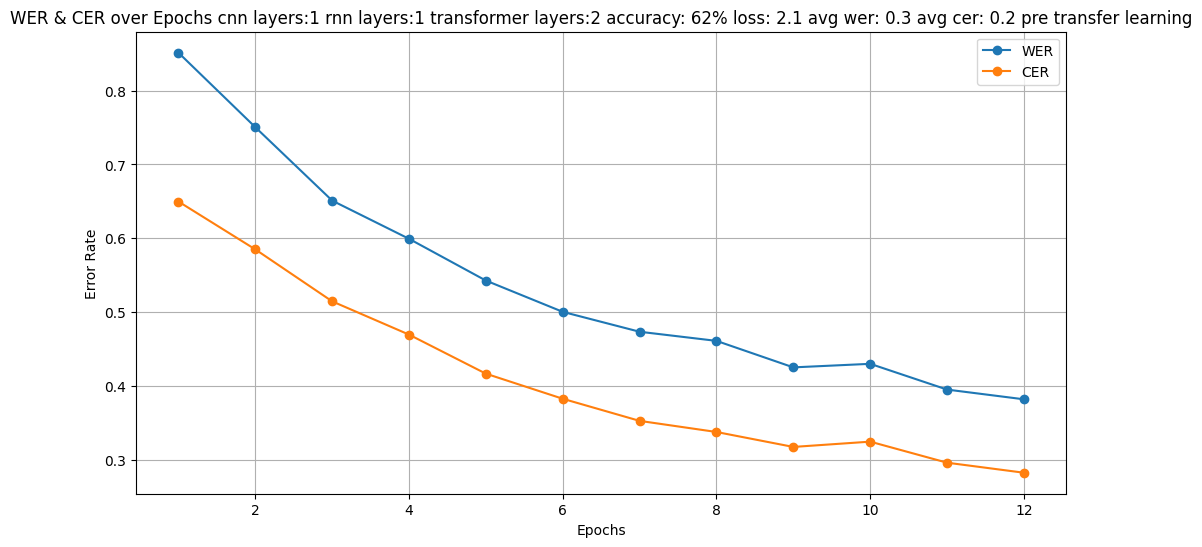 WER & CER over Epochs cnn layers:1 rnn layers:1 transformer layers:2 accuracy: 62% loss: 2.1 avg wer: 0.3 avg cer: 0.2 pre transfer learning
WER
CER
0.8
0.7
0.6
0.5
0.4
0.3
Error Rate
2 4 6 8 10 12
Epochs